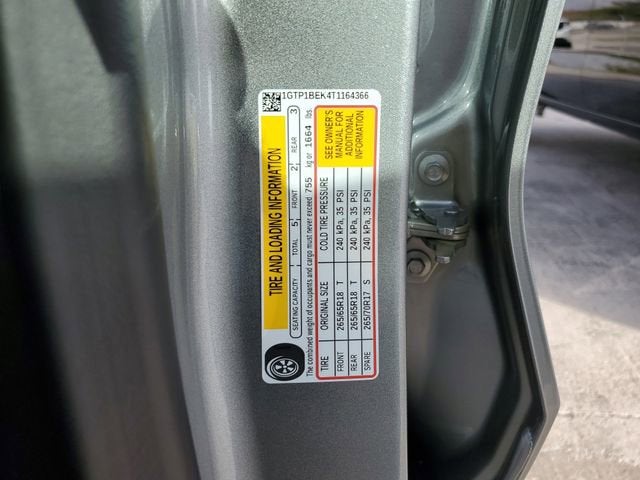 1GTP1BEK4T1164366
TIRE AND LOADING INFORMATION
SEATING CAPACITY TOTAL 5 FRONT 2 REAR 3
The combined weight of occupants and cargo must never exceed 755 kg or 1664 lbs.
TIRE ORIGINAL SIZE COLD TIRE PRESSURE
FRONT 265/65R18 T 240 kPa, 35 PSI
REAR 265/65R18 T 240 kPa, 35 PSI
SPARE 265/70R17 S 240 kPa, 35 PSI
SEE OWNER'S
MANUAL FOR
ADDITIONAL
INFORMATION